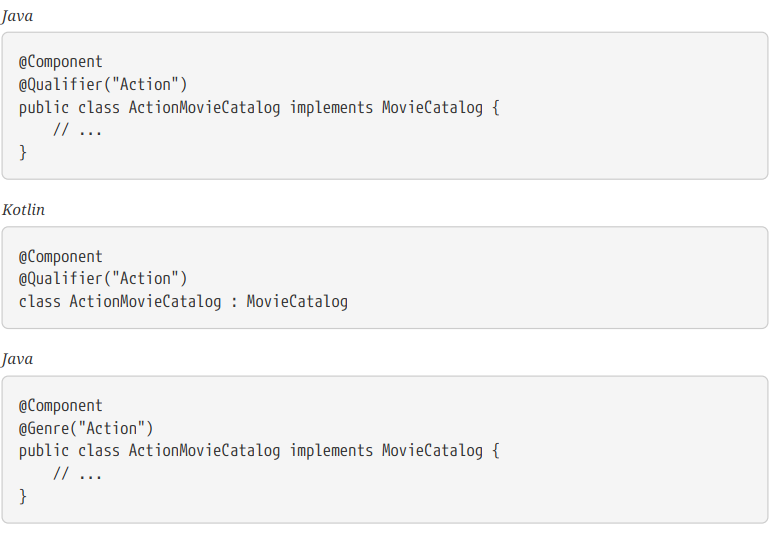 Java
@Component
@Qualifier("Action")
public class ActionMovieCatalog implements MovieCatalog {
    // ...
}
Kotlin
@Component
@Qualifier("Action")
class ActionMovieCatalog : MovieCatalog
Java
@Component
@Genre("Action")
public class ActionMovieCatalog implements MovieCatalog {
    // ...
}